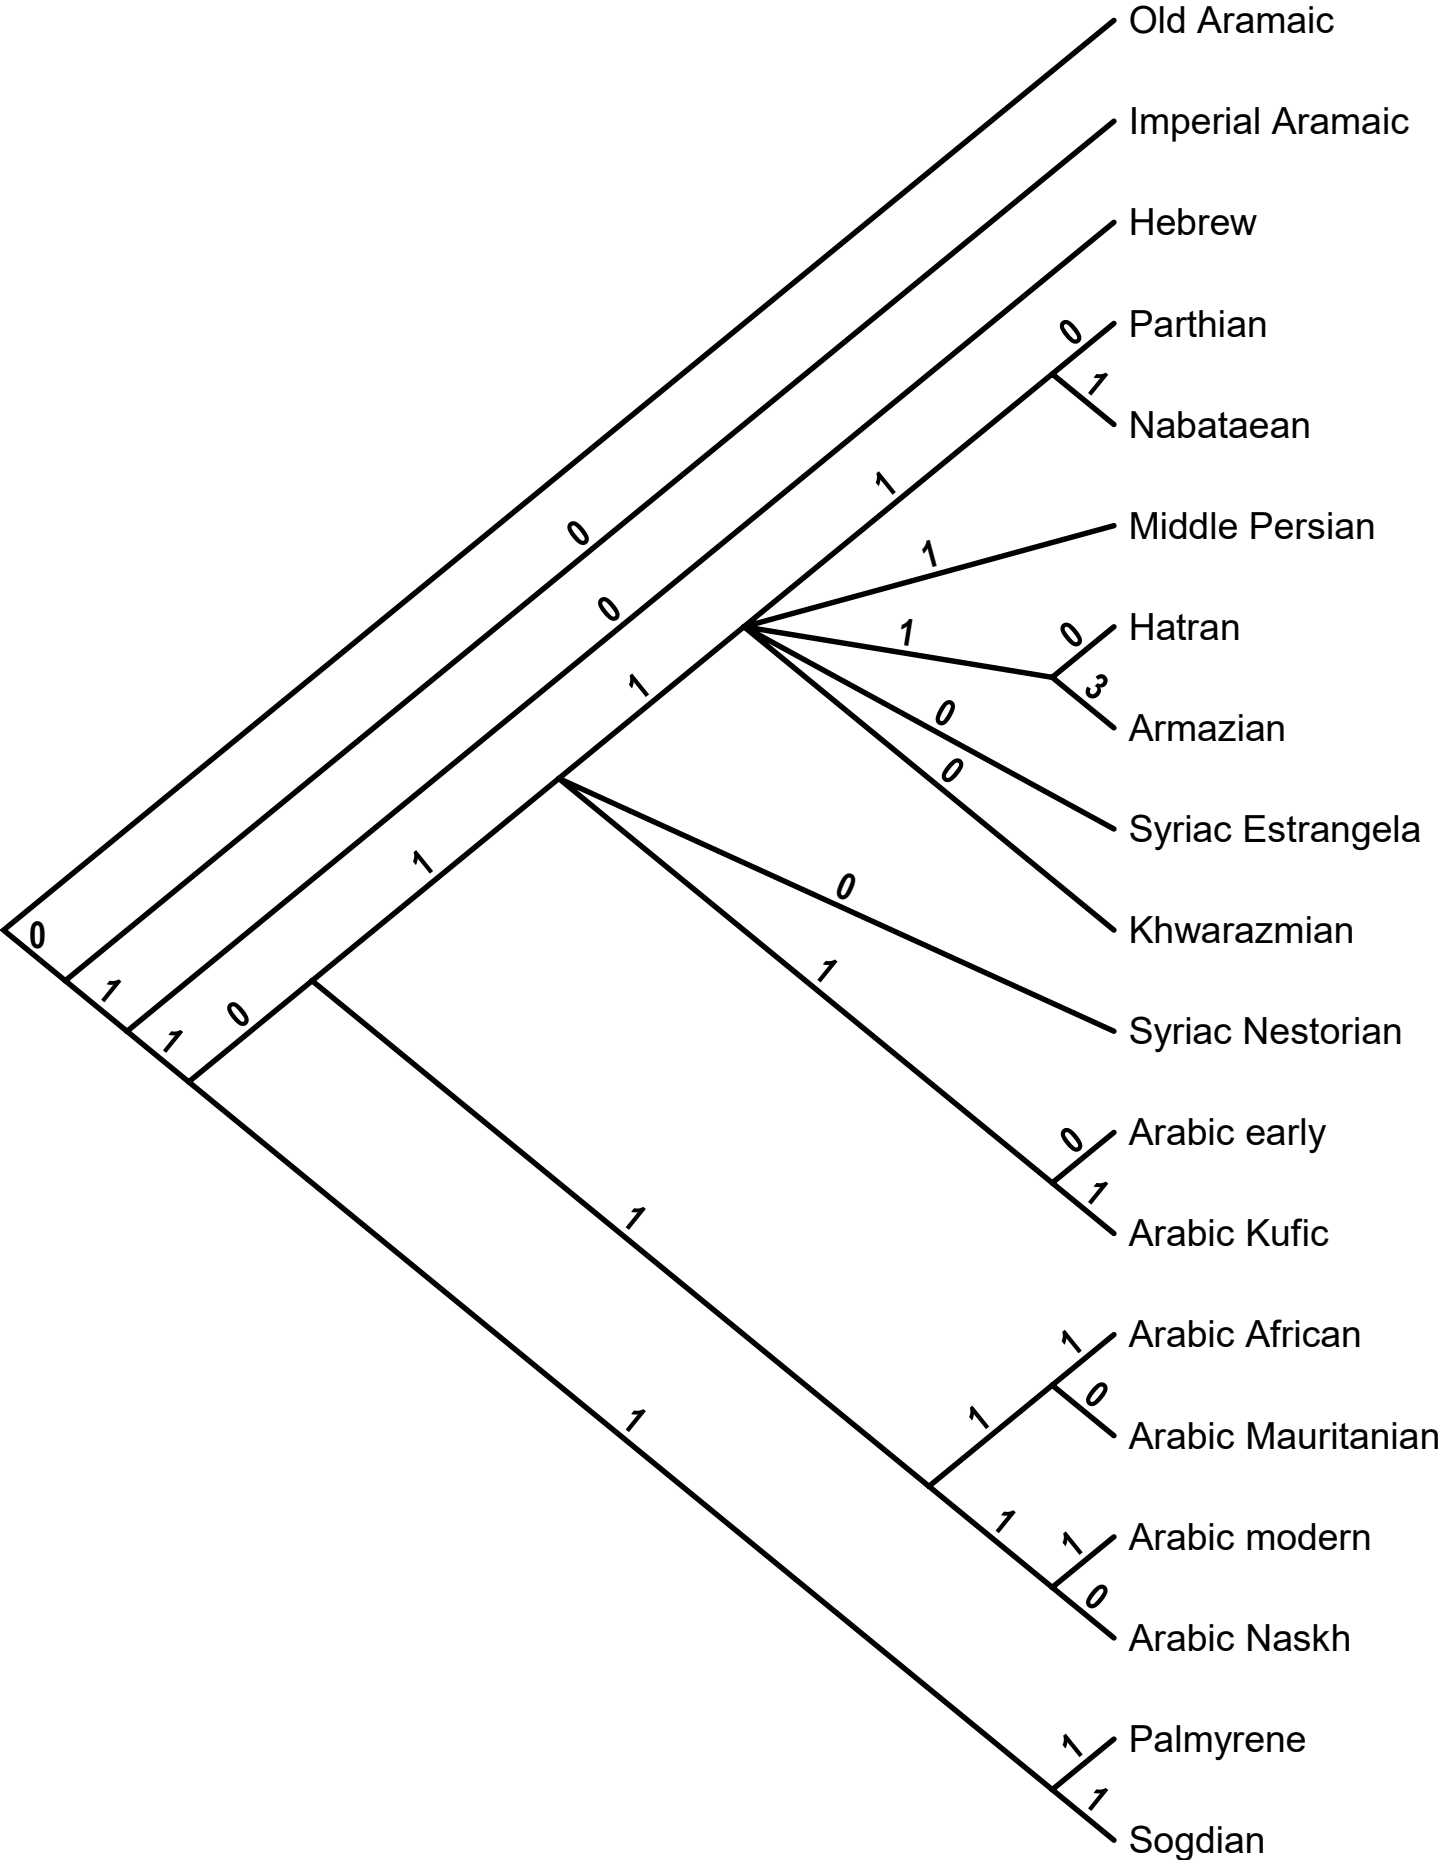 Old Aramaic
Imperial Aramaic
Hebrew
0
Parthian
1
Nabataean
1
0
Middle Persian
1
0
1
0
Hatran
1
3
Armazian
0
0
Syriac Estrangela
1
0
Khwarazmian
0
1
1
0
Syriac Nestorian
1
0
Arabic early
1
Arabic Kufic
1
1
Arabic African
0
1
1
Arabic Mauritanian
1
1
Arabic modern
0
Arabic Naskh
1
Palmyrene
1
Sogdian